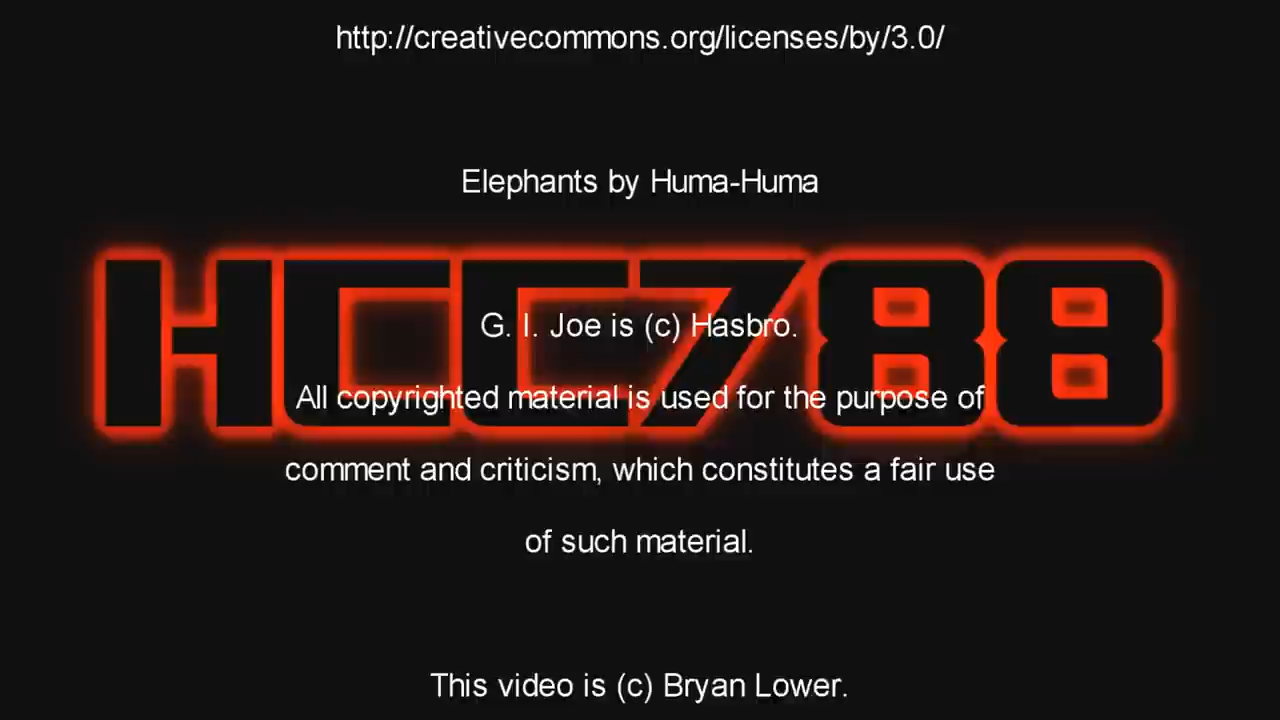 http://creativecommons.org/licenses/by/3.0/
Elephants by Huma-Huma
HCC788
G. I. Joe is (c) Hasbro.
All copyrighted material is used for the purpose of
comment and criticism, which constitutes a fair use
of such material.
This video is (c) Bryan Lower.